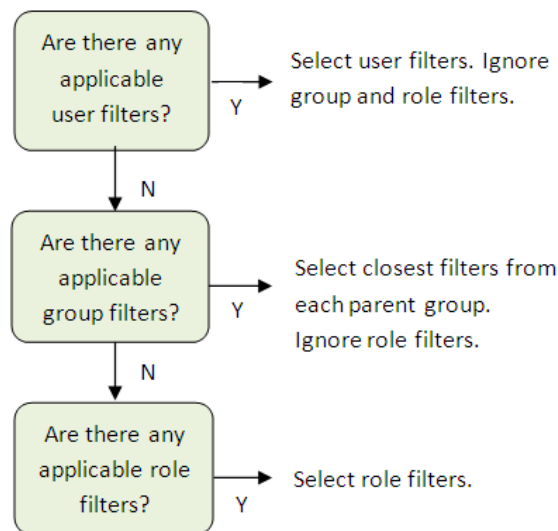 Are there any
applicable
user filters?
Y
Select user filters. Ignore
group and role filters.
N
Are there any
applicable
group filters?
Y
Select closest filters from
each parent group.
Ignore role filters.
N
Are there any
applicable role
filters?
Y
Select role filters.